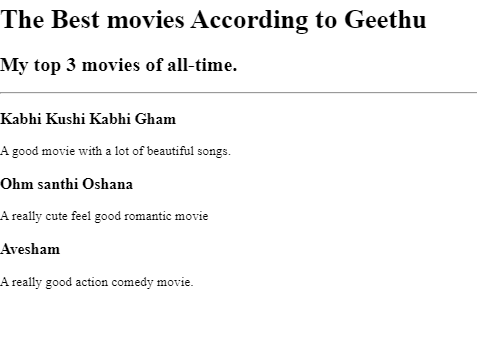 The Best movies According to Geethu
My top 3 movies of all-time.
Kabhi Kushi Kabhi Gham
A good movie with a lot of beautiful songs.
Ohm santhi Oshana
A really cute feel good romantic movie
Avesham
A really good action comedy movie.